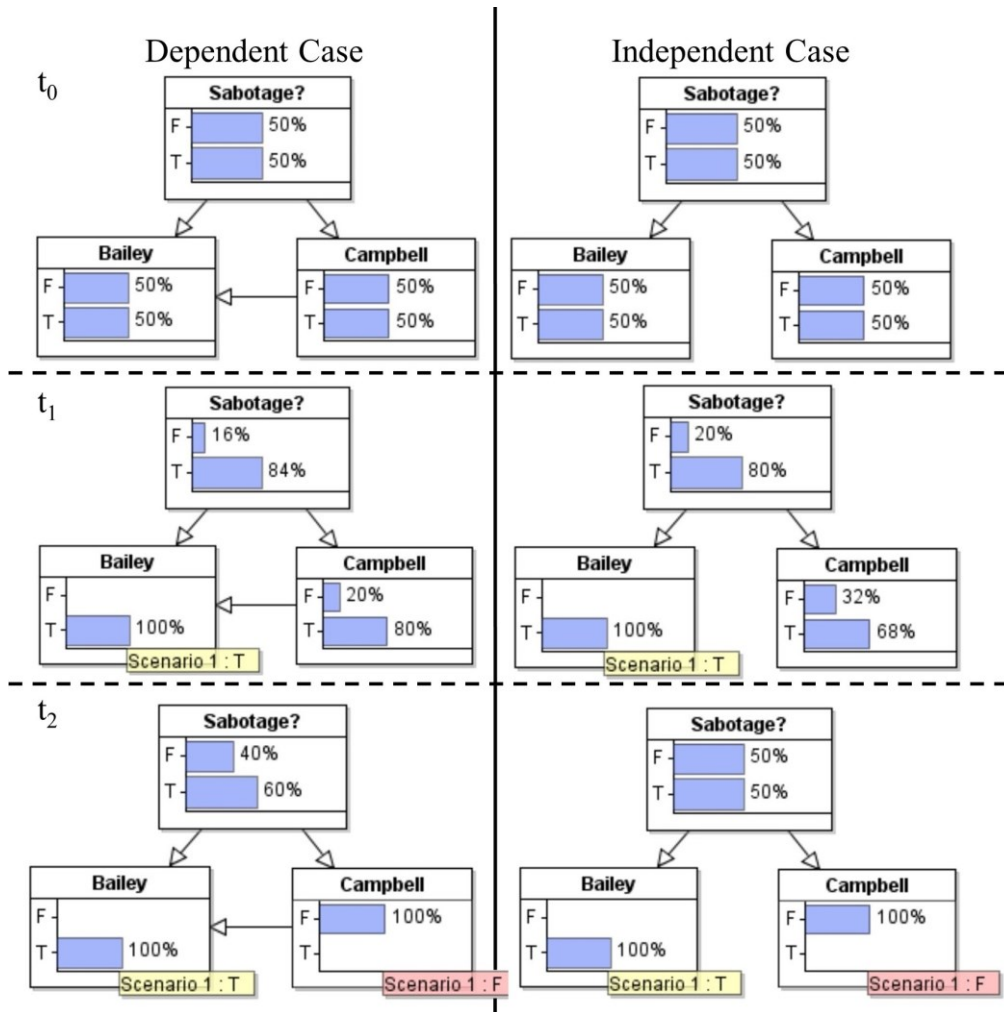 Dependent Case
Independent Case
t0
Sabotage?
F 50%
T 50%
Bailey
F 50%
T 50%
Campbell
F 50%
T 50%
Sabotage?
F 50%
T 50%
Bailey
F 50%
T 50%
Campbell
F 50%
T 50%
t1
Sabotage?
F 16%
T 84%
Bailey
F
T 100%
Scenario 1 : T
Campbell
F 20%
T 80%
Sabotage?
F 20%
T 80%
Bailey
F
T 100%
Scenario 1 : T
Campbell
F 32%
T 68%
t2
Sabotage?
F 40%
T 60%
Bailey
F
T 100%
Scenario 1 : T
Campbell
F 100%
T
Scenario 1 : F
Sabotage?
F 50%
T 50%
Bailey
F
T 100%
Scenario 1 : T
Campbell
F 100%
T
Scenario 1 : F